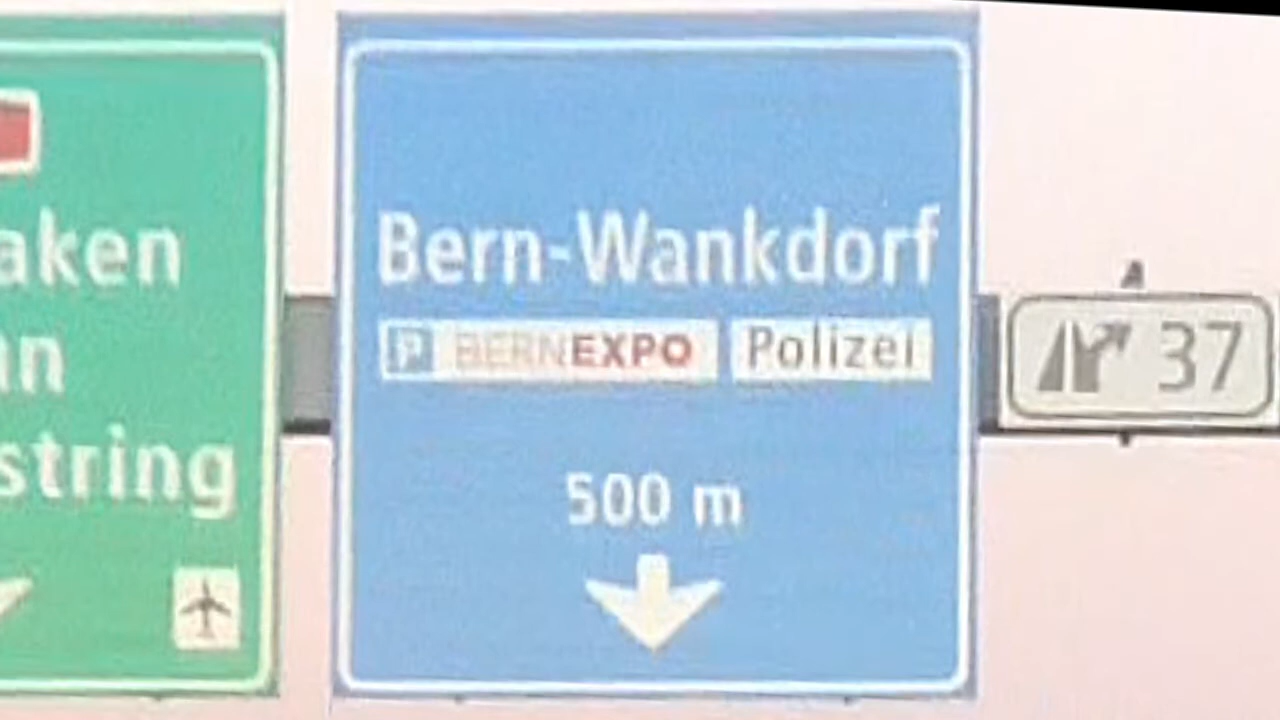 aken
string
Bern-Wankdorf
P BERNEXPO Polizei
500 m
37